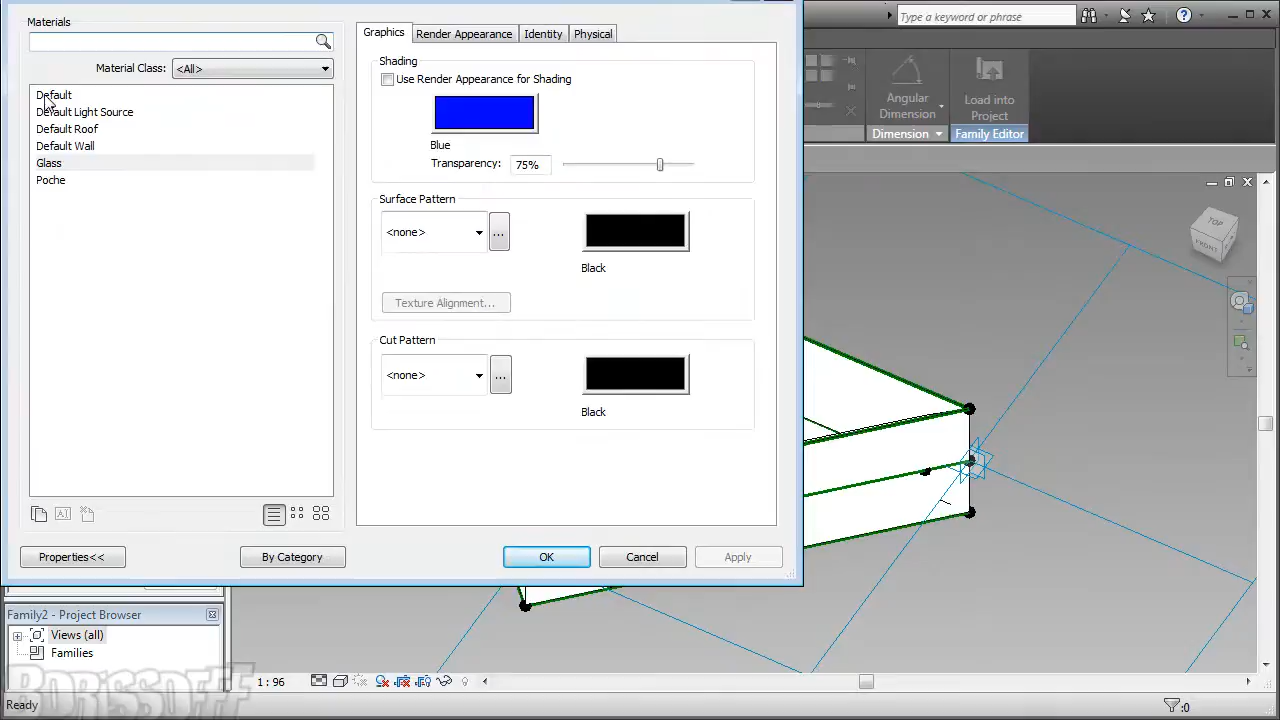 Materials
Material Class: <All>
Default
Default Light Source
Default Roof
Default Wall
Glass
Poche
Properties<<
By Category
OK
Cancel
Apply
Graphics
Render Appearance
Identity
Physical
Shading
Use Render Appearance for Shading
Blue
Transparency: 75%
Surface Pattern
<none>
...
Black
Texture Alignment...
Cut Pattern
<none>
...
Black
Type a keyword or phrase
Angular
Dimension
Load into
Project
Dimension
Family Editor
TOP
FRONT
Family2 - Project Browser
Views (all)
Families
1 : 96
Ready
:0
BORISSOFF